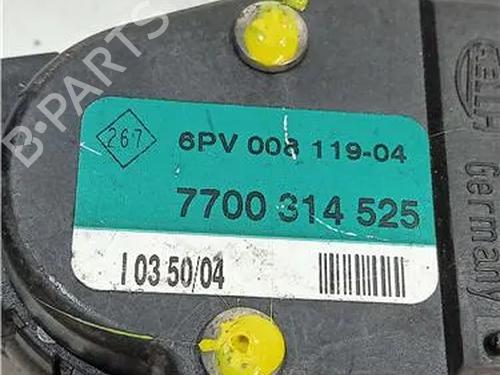 B-PARTS
267
6PV 008 119-04
7700 314 525
I 03 50/04
HELLA
Germany